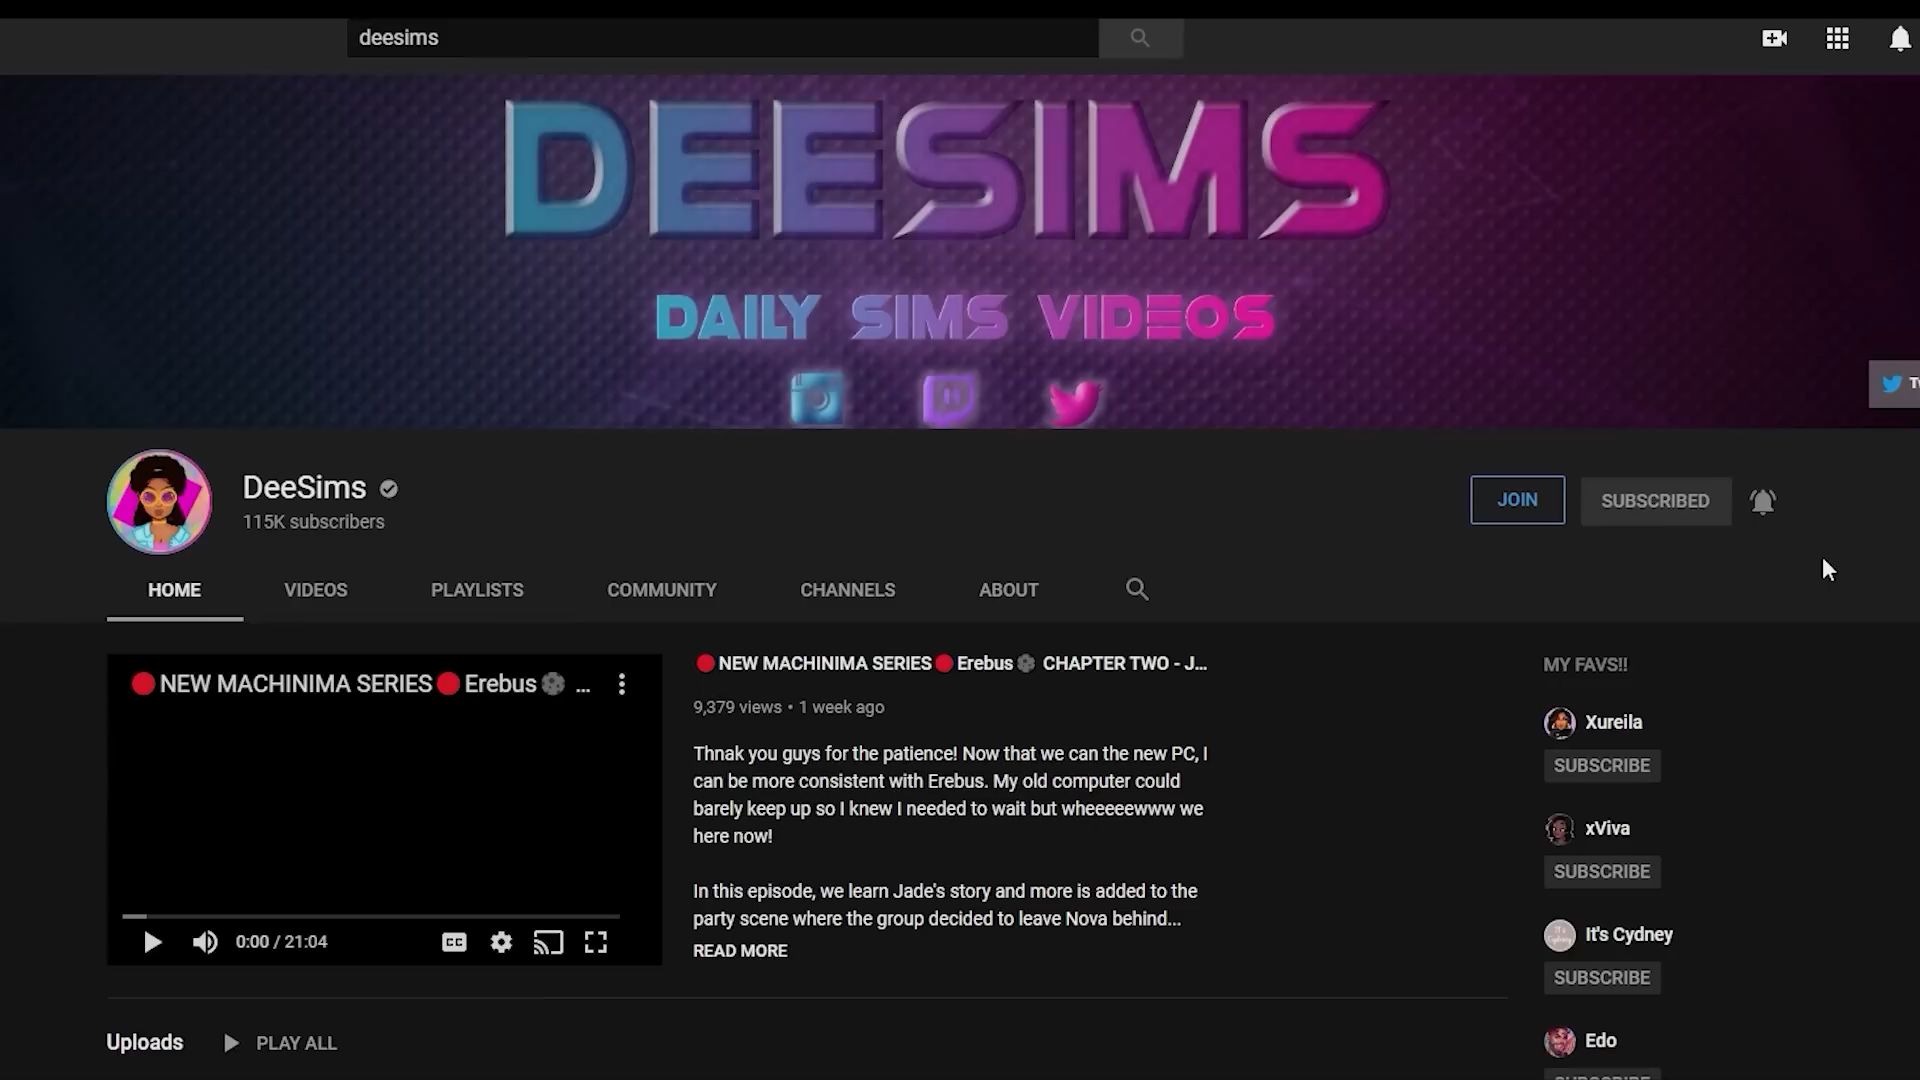 deesims
DEESIMS
DAILY SIMS VIDEOS
DeeSims
115K subscribers
JOIN
SUBSCRIBED
HOME
VIDEOS
PLAYLISTS
COMMUNITY
CHANNELS
ABOUT
🔴NEW MACHINIMA SERIES🔴Erebus ...
0:00 / 21:04
CC
🔴NEW MACHINIMA SERIES🔴Erebus CHAPTER TWO - J...
9,379 views • 1 week ago
Thnak you guys for the patience! Now that we can the new PC, I
can be more consistent with Erebus. My old computer could
barely keep up so I knew I needed to wait but wheeeeewww we
here now!
In this episode, we learn Jade's story and more is added to the
party scene where the group decided to leave Nova behind...
READ MORE
MY FAVS!!
Xureila
SUBSCRIBE
xViva
SUBSCRIBE
It's Cydney
SUBSCRIBE
Edo
Uploads
PLAY ALL